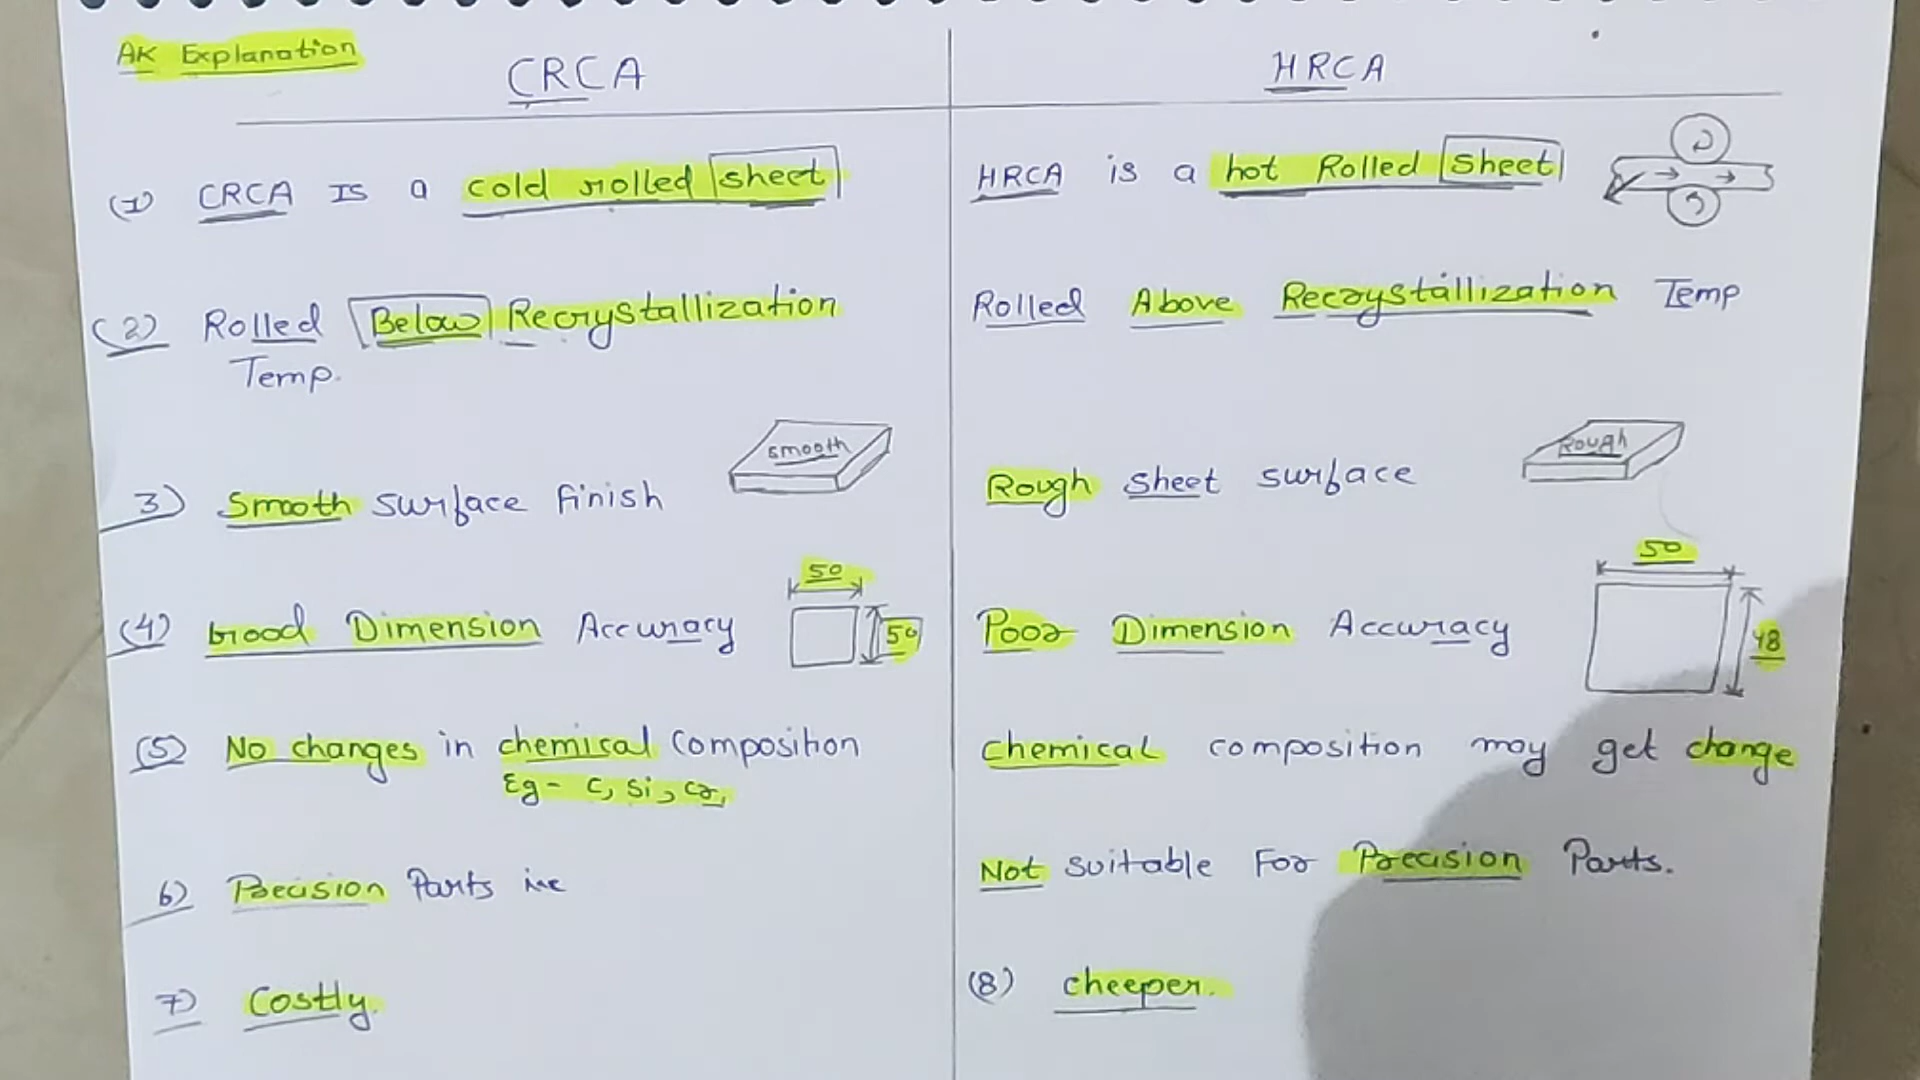 AK Explanation
CRCA
HRCA
(1) CRCA IS a cold rolled sheet
HRCA is a hot Rolled Sheet
(2) Rolled Below Recrystallization
Temp.
Rolled Above Recrystallization Temp
smooth
3) Smooth surface finish
Rough
Rough sheet surface
50
(4) Good Dimension Accuracy
50
50
Poor Dimension Accuracy
48
(5) No changes in chemical composition
Eg - C, Si, Cr,
chemical composition may get change
6) Precision Parts
Not suitable For Precision Parts.
7) Costly.
(8) cheeper.